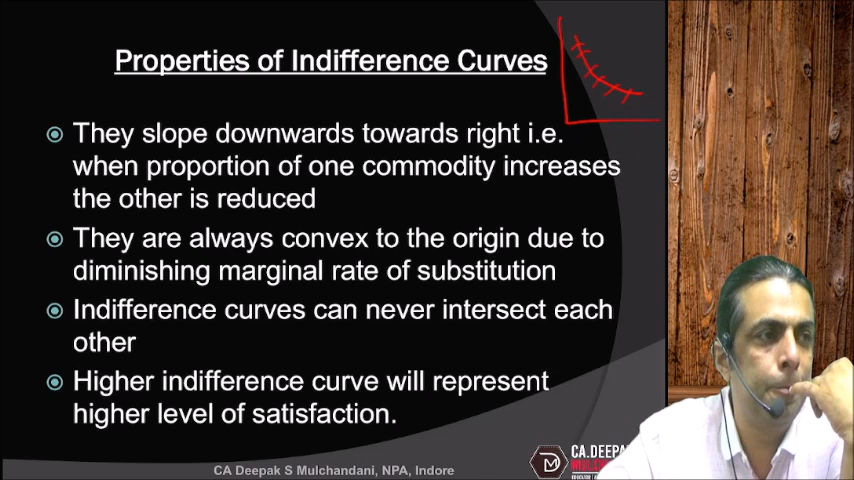 Properties of Indifference Curves
They slope downwards towards right i.e.
when proportion of one commodity increases
the other is reduced
They are always convex to the origin due to
diminishing marginal rate of substitution
Indifference curves can never intersect each
other
Higher indifference curve will represent
higher level of satisfaction.
CA Deepak S Mulchandani, NPA, Indore
DM
CA.DEEPA